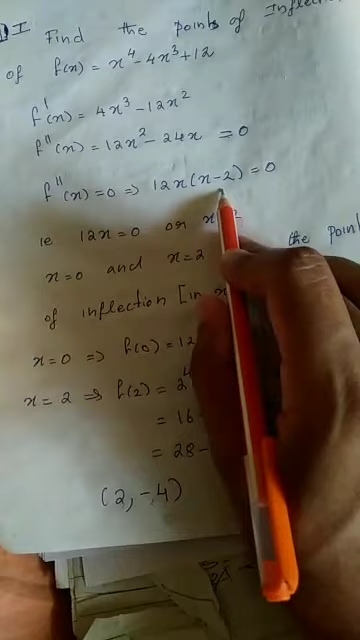 I Find the points of Inflection
of f(x) = x⁴ - 4x³ + 12
f'(x) = 4x³ - 12x²
f''(x) = 12x² - 24x = 0
f''(x) = 0 => 12x(x-2) = 0
ie 12x = 0 or x
x = 0 and x = 2 the point
of inflection [in
x = 0 => f(0) = 12
x = 2 => f(2) = 2⁴
= 16
= 28 -
(2, -4)